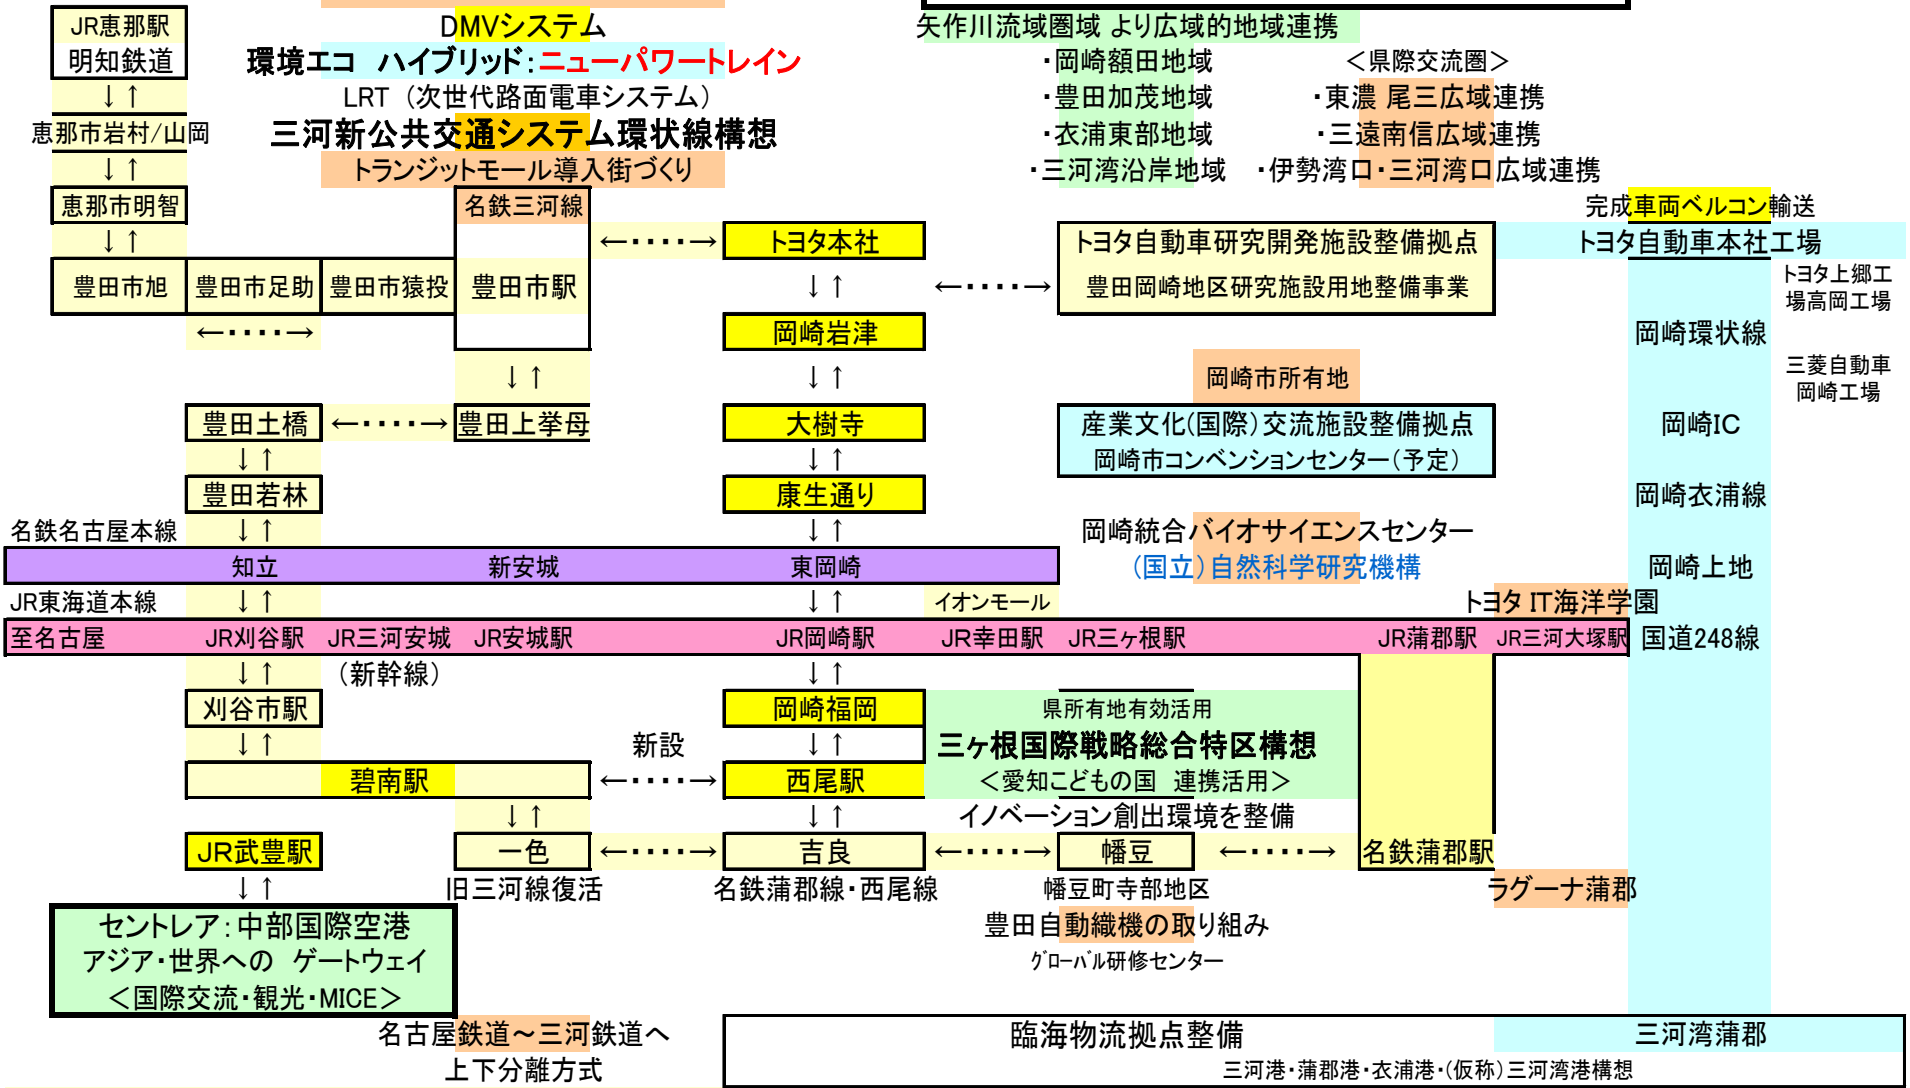 JR恵那駅
明知鉄道
↓ ↑
恵那市岩村/山岡
↓ ↑
恵那市明智
↓ ↑
DMVシステム
環境エコ ハイブリッド：ニューパワートレイン
LRT （次世代路面電車システム）
三河新公共交通システム環状線構想
トランジットモール導入街づくり
矢作川流域圏域 より広域的地域連携
・岡崎額田地域
・豊田加茂地域
・衣浦東部地域
・三河湾沿岸地域
＜県際交流圏＞
・東濃 尾三広域連携
・三遠南信広域連携
・伊勢湾口・三河湾口広域連携
名鉄三河線
←・・・・→
トヨタ本社
トヨタ自動車研究開発施設整備拠点
完成車両ベルコン輸送
トヨタ自動車本社工場
豊田市旭
豊田市足助
豊田市猿投
豊田市駅
↓ ↑
←・・・・→
豊田岡崎地区研究施設用地整備事業
トヨタ上郷工
場高岡工場
←・・・・→
岡崎岩津
岡崎環状線
↓ ↑
↓ ↑
岡崎市所有地
三菱自動車
岡崎工場
豊田土橋
←・・・・→
豊田上挙母
大樹寺
産業文化(国際)交流施設整備拠点
岡崎IC
↓ ↑
↓ ↑
岡崎市コンベンションセンター（予定）
豊田若林
康生通り
岡崎衣浦線
名鉄名古屋本線
↓ ↑
↓ ↑
岡崎統合バイオサイエンスセンター
知立
新安城
東岡崎
（国立）自然科学研究機構
岡崎上地
JR東海道本線
↓ ↑
↓ ↑
イオンモール
トヨタ IT海洋学園
至名古屋
JR刈谷駅
JR三河安城
JR安城駅
JR岡崎駅
JR幸田駅
JR三ヶ根駅
JR蒲郡駅
JR三河大塚駅
国道248線
↓ ↑
（新幹線）
↓ ↑
刈谷市駅
岡崎福岡
県所有地有効活用
↓ ↑
新設
↓ ↑
三ヶ根国際戦略総合特区構想
碧南駅
←・・・・→
西尾駅
＜愛知こどもの国 連携活用＞
↓ ↑
↓ ↑
イノベーション創出環境を整備
JR武豊駅
一色
←・・・・→
吉良
←・・・・→
幡豆
←・・・・→
名鉄蒲郡駅
↓ ↑
旧三河線復活
名鉄蒲郡線・西尾線
幡豆町寺部地区
ラグーナ蒲郡
セントレア：中部国際空港
アジア・世界への ゲートウェイ
＜国際交流・観光・MICE＞
豊田自動織機の取り組み
ｸﾞﾛｰﾊﾞﾙ研修センター
名古屋鉄道～三河鉄道へ
上下分離方式
臨海物流拠点整備
三河湾蒲郡
三河港・蒲郡港・衣浦港・(仮称)三河湾港構想